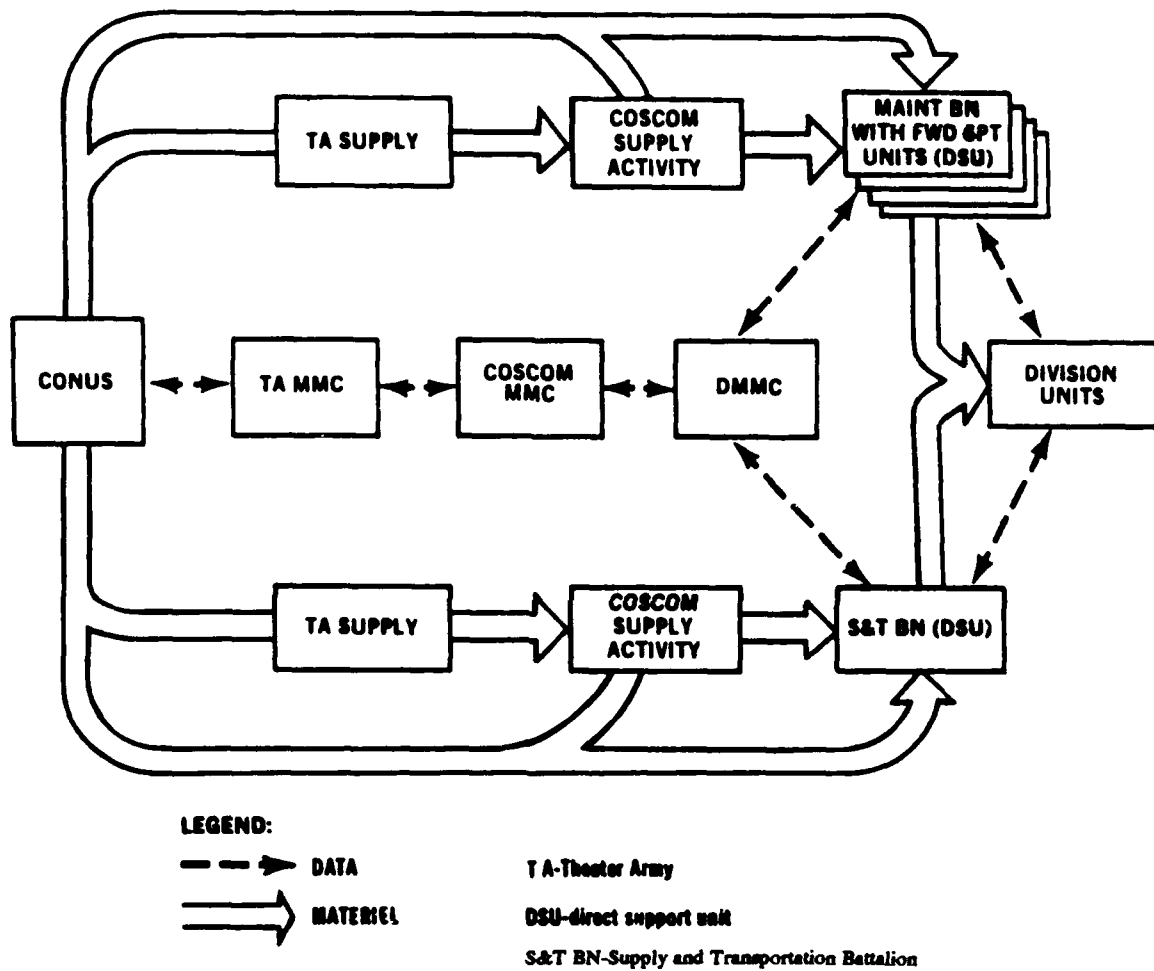 MAINT BN
WITH FWD SPT
UNITS (DSU)
TA SUPPLY
COSCOM
SUPPLY
ACTIVITY
CONUS
TA MMC
COSCOM
MMC
DMMC
DIVISION
UNITS
TA SUPPLY
COSCOM
SUPPLY
ACTIVITY
S&T BN (DSU)
LEGEND:
DATA
T A-Theater Army
MATERIEL
DSU-direct support unit
S&T BN-Supply and Transportation Battalion